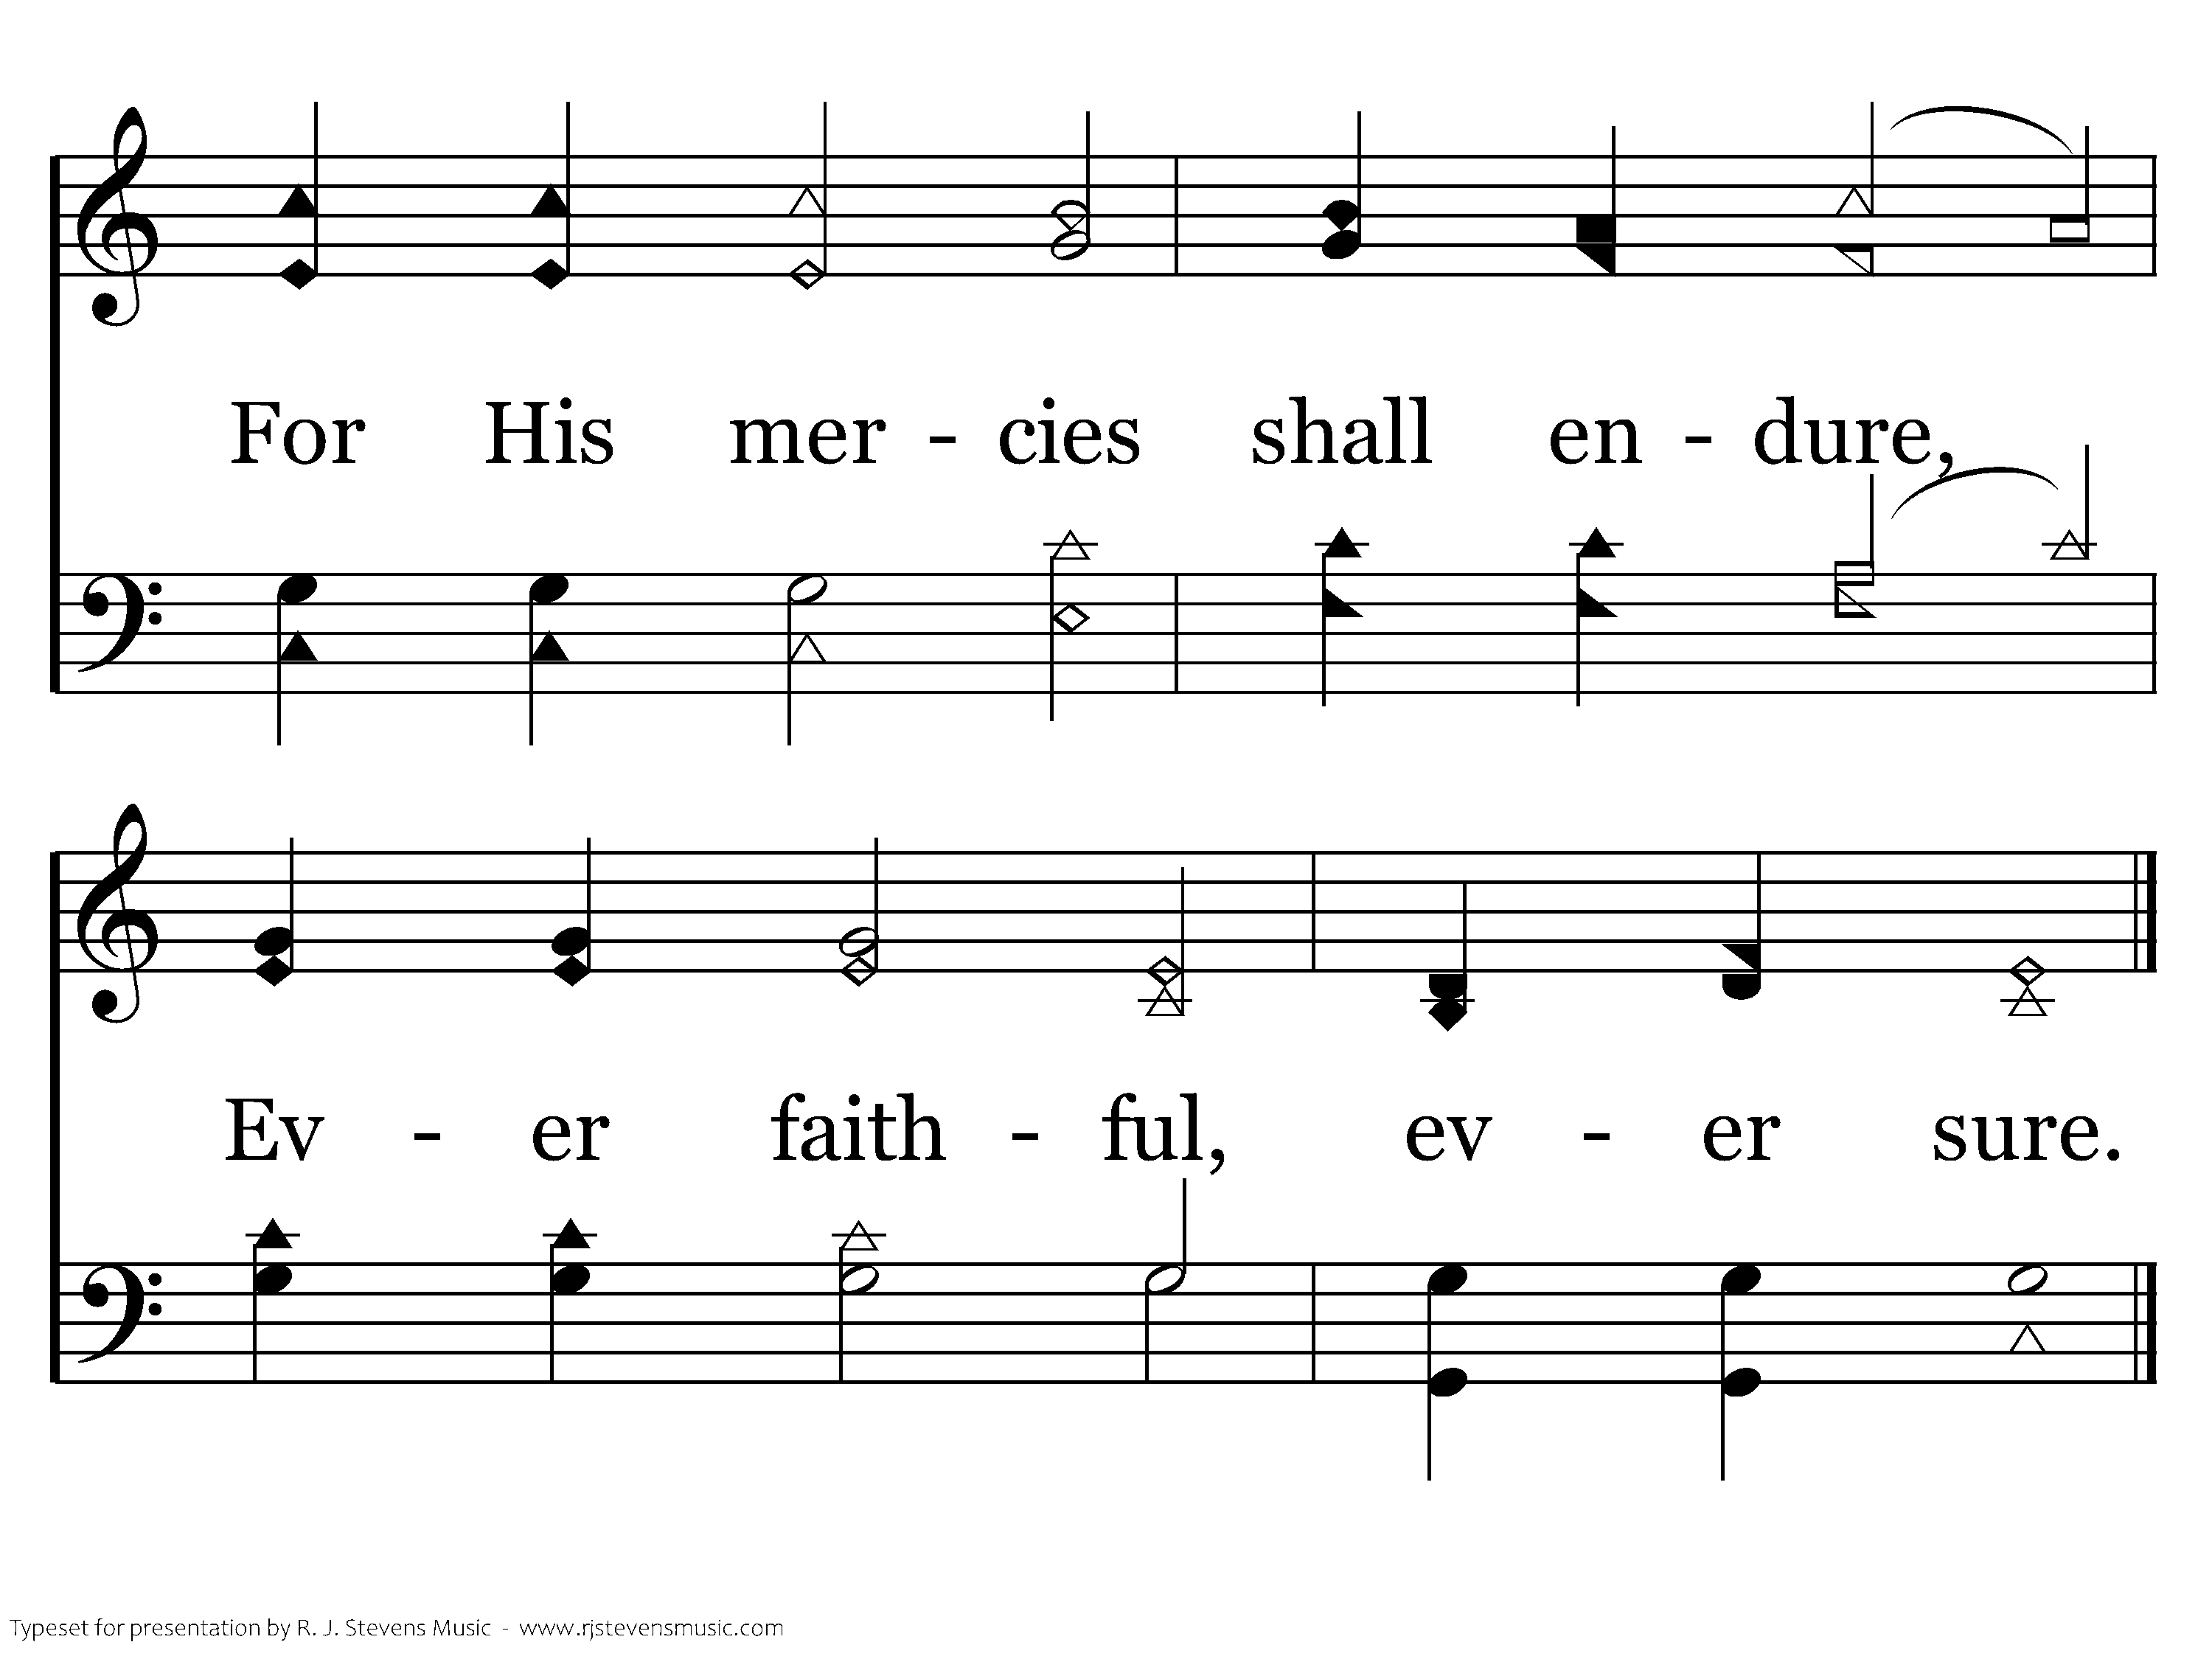 For His mer - cies shall en - dure,
Ev - er faith - ful, ev - er sure.
Typeset for presentation by R. J. Stevens Music - www.rjstevensmusic.com